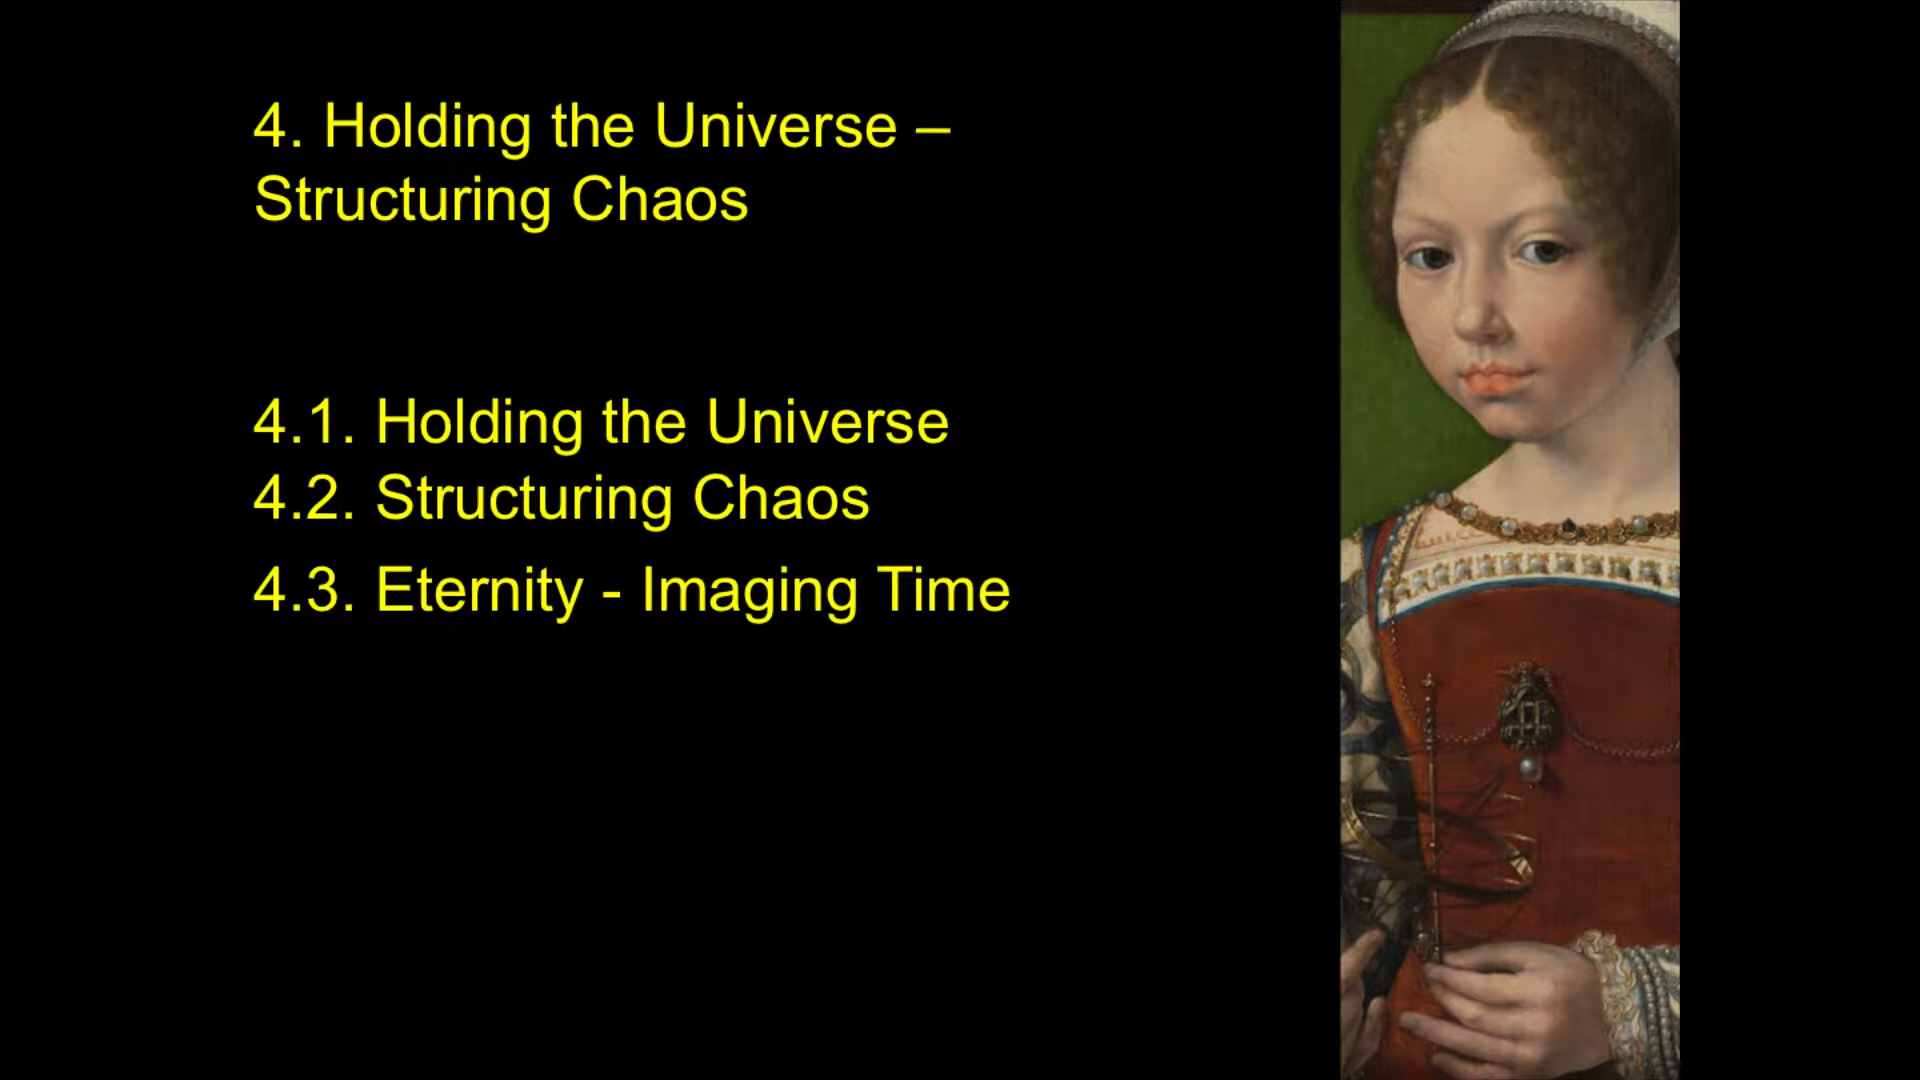 4. Holding the Universe –
Structuring Chaos
4.1. Holding the Universe
4.2. Structuring Chaos
4.3. Eternity - Imaging Time